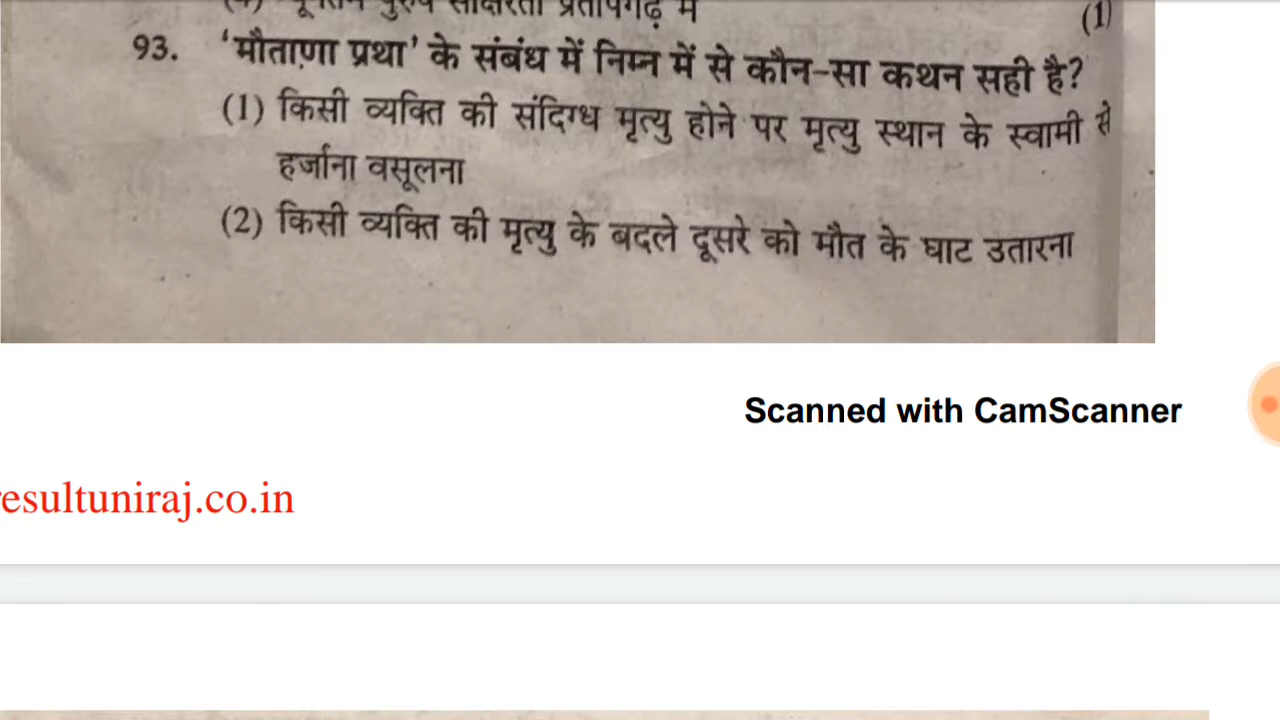 (1)
93. 'मौताणा प्रथा' के संबंध में निम्न में से कौन-सा कथन सही है?
(1) किसी व्यक्ति की संदिग्ध मृत्यु होने पर मृत्यु स्थान के स्वामी से
हर्जाना वसूलना
(2) किसी व्यक्ति की मृत्यु के बदले दूसरे को मौत के घाट उतारना
Scanned with CamScanner
esultuniraj.co.in